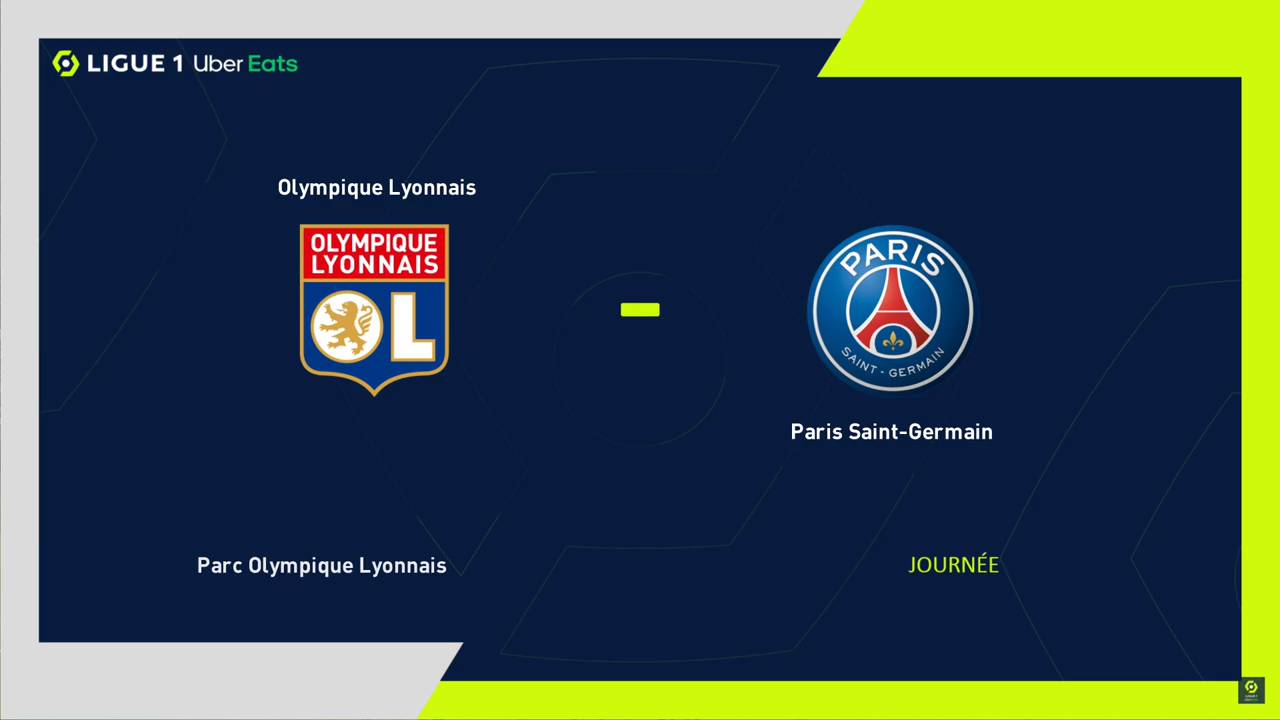 LIGUE 1 Uber Eats
Olympique Lyonnais
OLYMPIQUE
LYONNAIS
OL
PARIS
SAINT-GERMAIN
Paris Saint-Germain
Parc Olympique Lyonnais
JOURNÉE